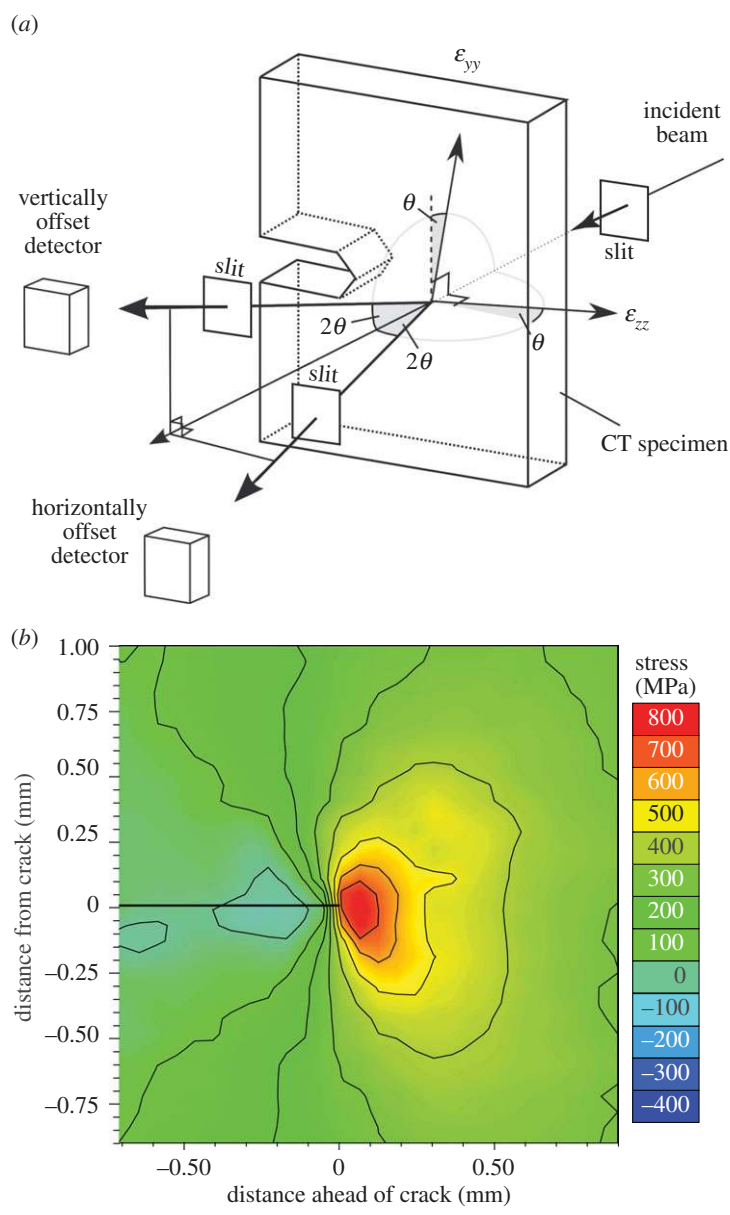 (a)
εyy
incident
beam
vertically
offset
detector
θ
slit
slit
2θ
2θ
εzz
θ
slit
CT specimen
horizontally
offset
detector
(b)
1.00
0.75
0.50
0.25
0
–0.25
–0.50
–0.75
distance from crack (mm)
–0.50
0
0.50
distance ahead of crack (mm)
stress
(MPa)
800
700
600
500
400
300
200
100
0
–100
–200
–300
–400